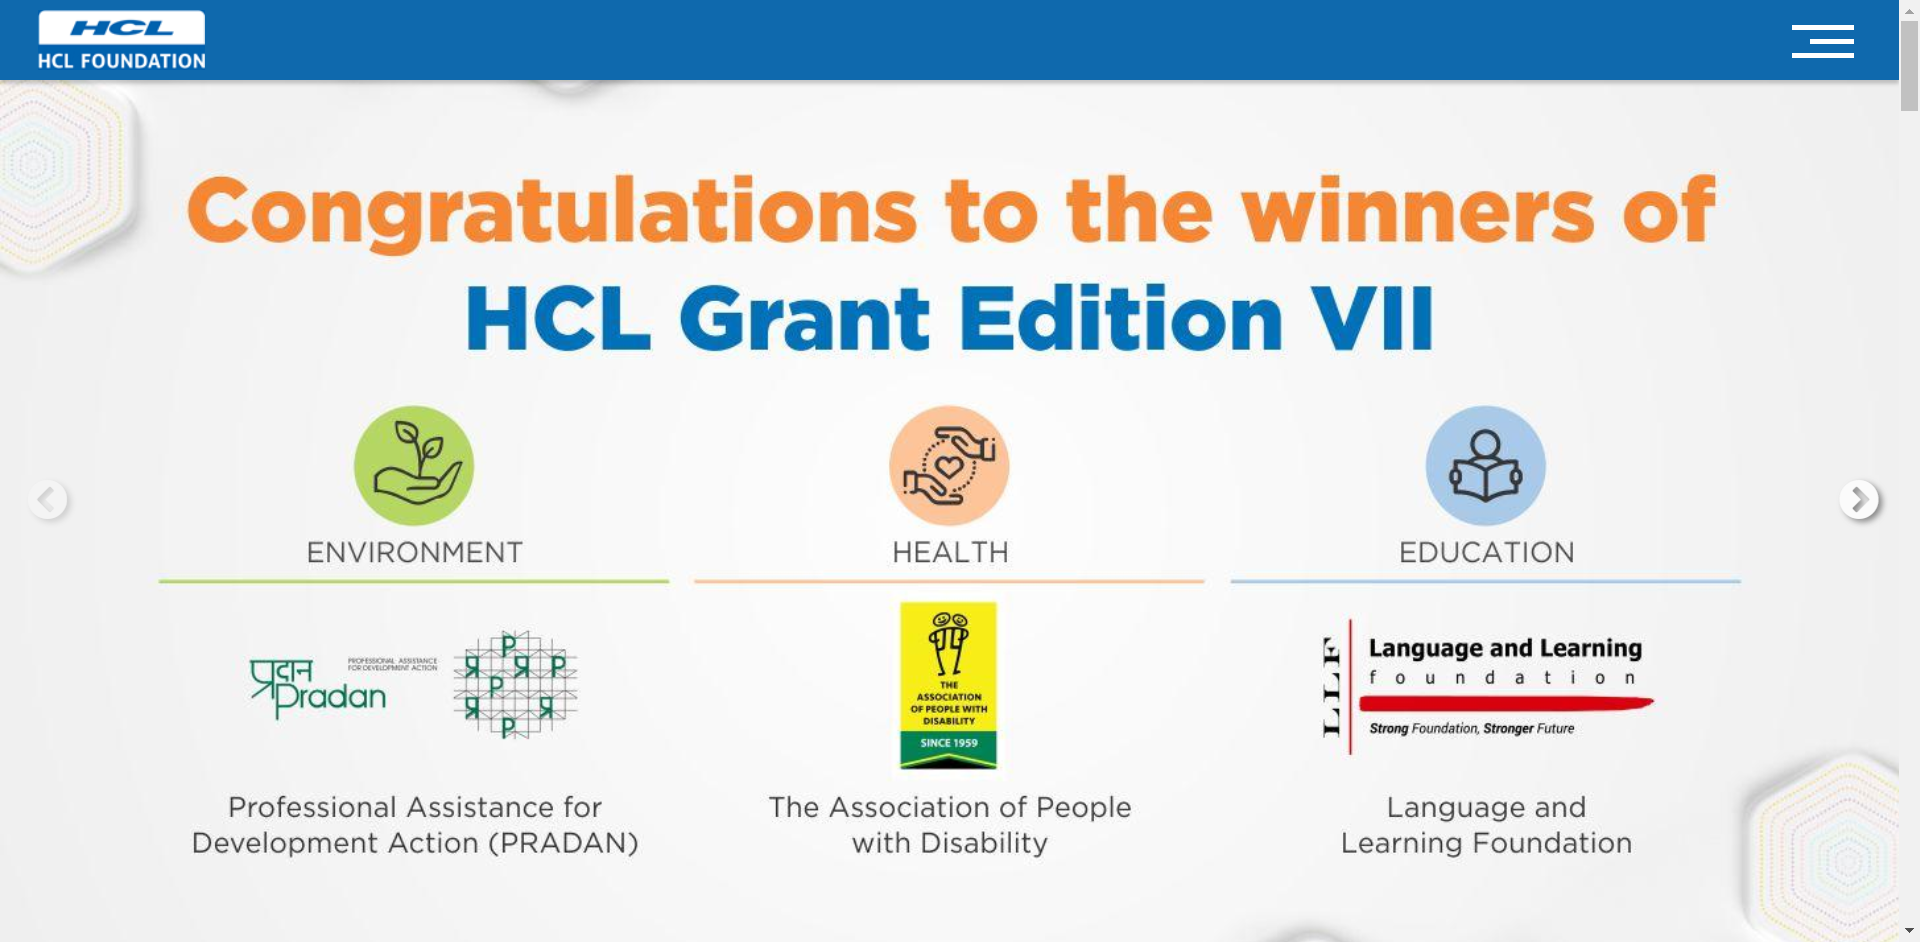 HCL
HCL FOUNDATION
Congratulations to the winners of
HCL Grant Edition VII
ENVIRONMENT
HEALTH
EDUCATION
प्रदान
Pradan
PROFESSIONAL ASSISTANCE
FOR DEVELOPMENT ACTION
P
P
P
P
P
P
P
P
THE
ASSOCIATION
OF PEOPLE WITH
DISABILITY
SINCE 1959
LLF
Language and Learning
foundation
Strong Foundation, Stronger Future
Professional Assistance for
Development Action (PRADAN)
The Association of People
with Disability
Language and
Learning Foundation